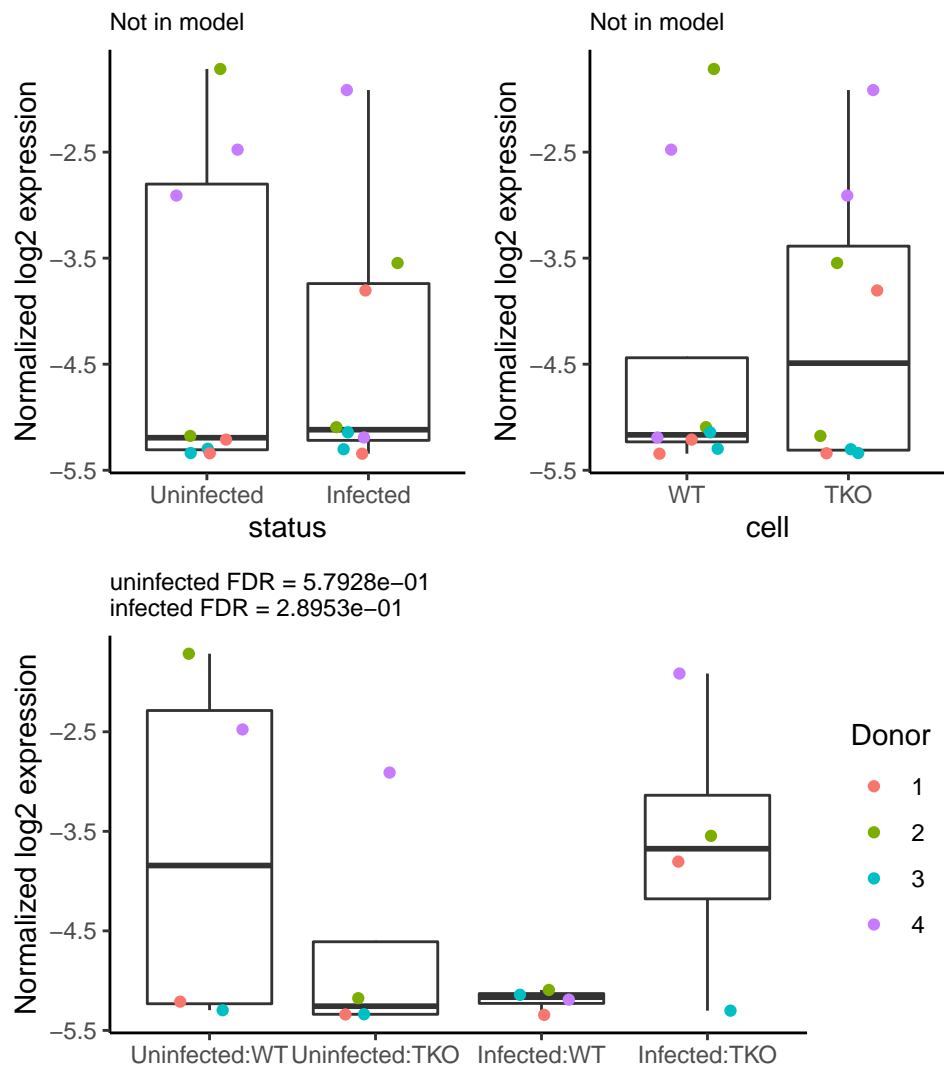 Not in model
Normalized log2 expression
−2.5
−3.5
−4.5
−5.5
Uninfected
Infected
status
Not in model
Normalized log2 expression
−2.5
−3.5
−4.5
−5.5
WT
TKO
cell
uninfected FDR = 5.7928e−01
infected FDR = 2.8953e−01
Normalized log2 expression
−2.5
−3.5
−4.5
−5.5
Uninfected:WT
Uninfected:TKO
Infected:WT
Infected:TKO
Donor
1
2
3
4